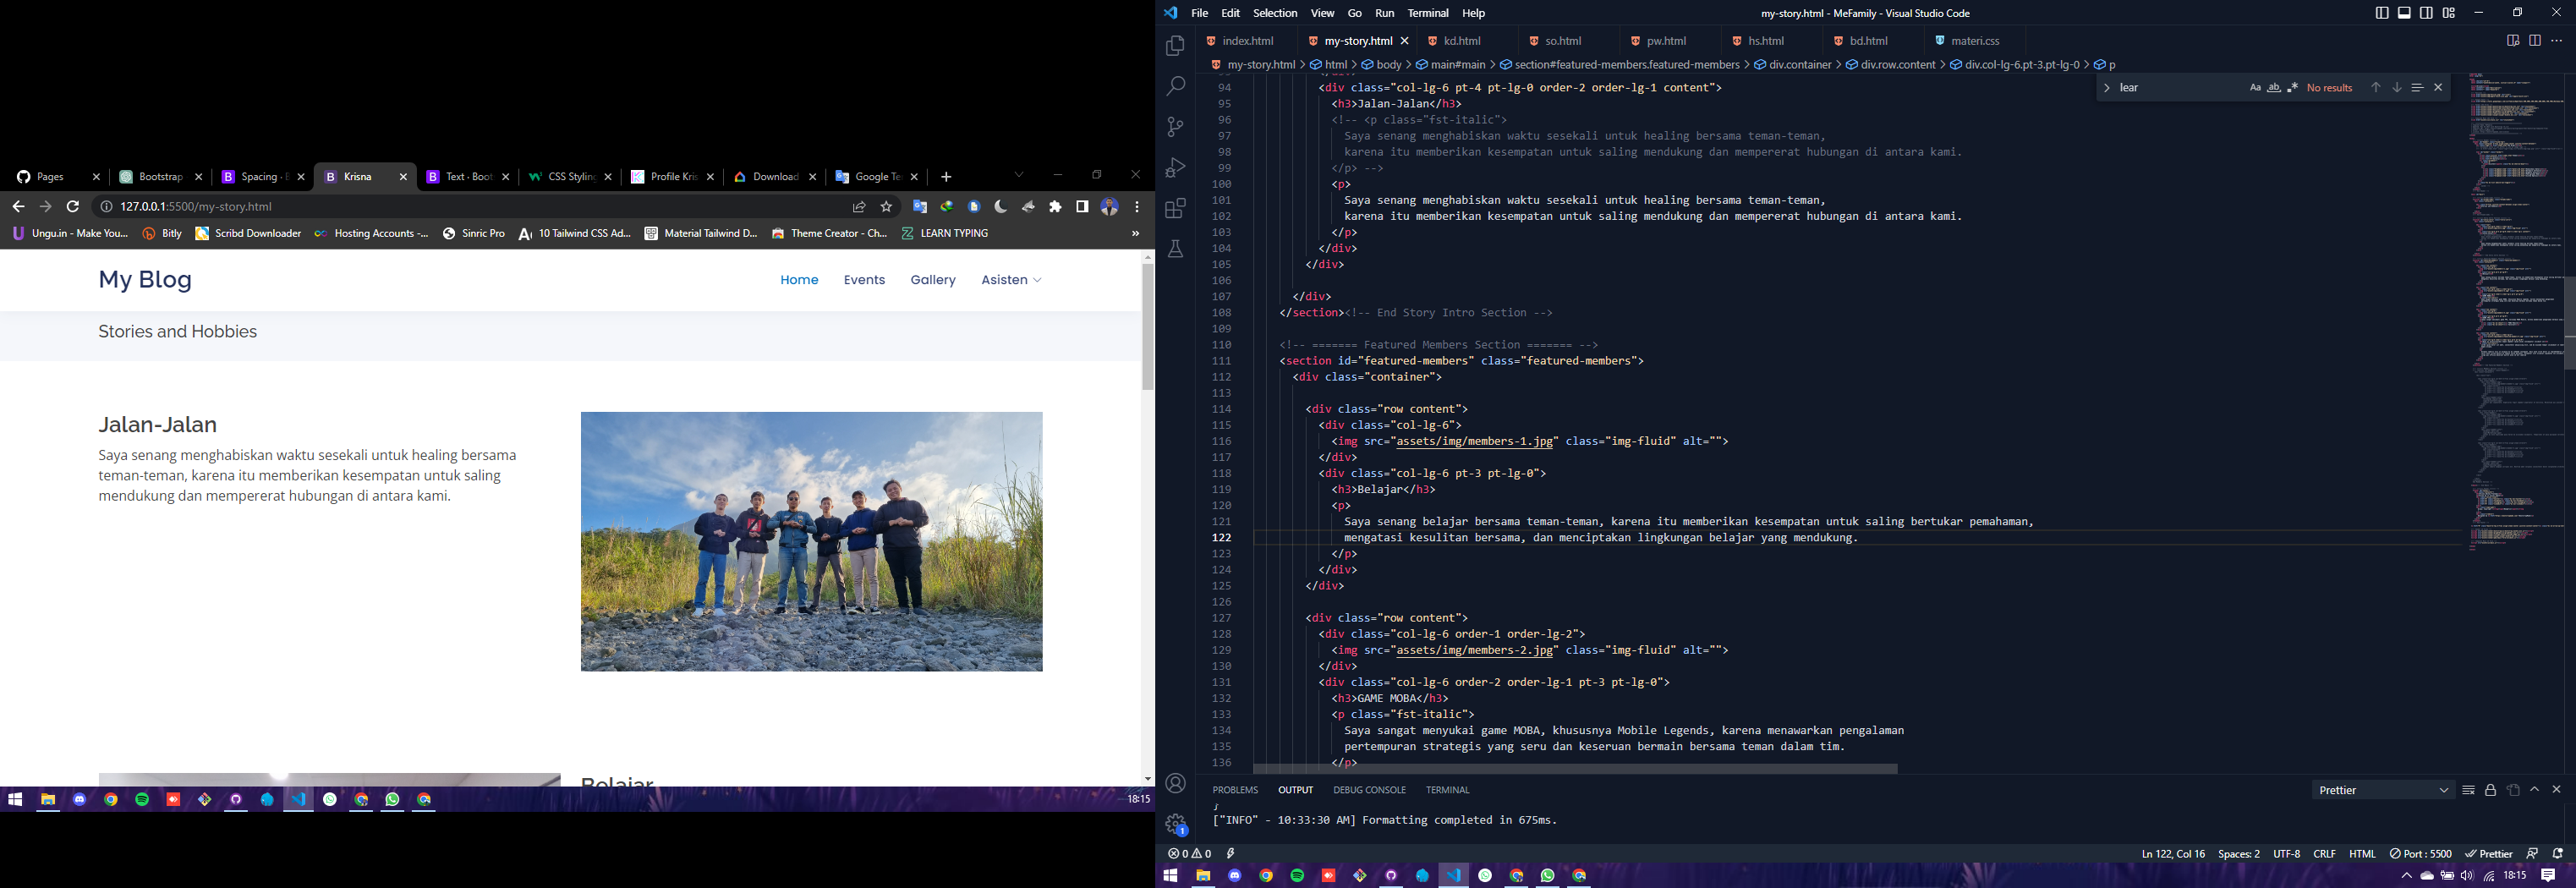 Pages
Bootstrap
Spacing · B
Krisna
Text · Boot
CSS Styling
Profile Kris
Download
Google Te
127.0.0.1:5500/my-story.html
Ungu.in - Make You...
Bitly
Scribd Downloader
Hosting Accounts -...
Sinric Pro
10 Tailwind CSS Ad...
Material Tailwind D...
Theme Creator - Ch...
LEARN TYPING
»
My Blog
Home
Events
Gallery
Asisten
Stories and Hobbies
Jalan-Jalan
Saya senang menghabiskan waktu sesekali untuk healing bersama
teman-teman, karena itu memberikan kesempatan untuk saling
mendukung dan mempererat hubungan di antara kami.
Belajar
18:15
File Edit Selection View Go Run Terminal Help
my-story.html - MeFamily - Visual Studio Code
index.html
my-story.html
kd.html
so.html
pw.html
hs.html
bd.html
materi.css
my-story.html > html > body > main#main > section#featured-members.featured-members > div.container > div.row.content > div.col-lg-6.pt-3.pt-lg-0 > p
lear
Aa ab .*
No results
94 <div class="col-lg-6 pt-4 pt-lg-0 order-2 order-lg-1 content">
95 <h3>Jalan-Jalan</h3>
96 <!-- <p class="fst-italic">
97 Saya senang menghabiskan waktu sesekali untuk healing bersama teman-teman,
98 karena itu memberikan kesempatan untuk saling mendukung dan mempererat hubungan di antara kami.
99 </p> -->
100 <p>
101 Saya senang menghabiskan waktu sesekali untuk healing bersama teman-teman,
102 karena itu memberikan kesempatan untuk saling mendukung dan mempererat hubungan di antara kami.
103 </p>
104 </div>
105 </div>
106
107 </div>
108 </section><!-- End Story Intro Section -->
109
110 <!-- ======= Featured Members Section ======= -->
111 <section id="featured-members" class="featured-members">
112 <div class="container">
113
114 <div class="row content">
115 <div class="col-lg-6">
116 <img src="assets/img/members-1.jpg" class="img-fluid" alt="">
117 </div>
118 <div class="col-lg-6 pt-3 pt-lg-0">
119 <h3>Belajar</h3>
120 <p>
121 Saya senang belajar bersama teman-teman, karena itu memberikan kesempatan untuk saling bertukar pemahaman,
122 mengatasi kesulitan bersama, dan menciptakan lingkungan belajar yang mendukung.
123 </p>
124 </div>
125 </div>
126
127 <div class="row content">
128 <div class="col-lg-6 order-1 order-lg-2">
129 <img src="assets/img/members-2.jpg" class="img-fluid" alt="">
130 </div>
131 <div class="col-lg-6 order-2 order-lg-1 pt-3 pt-lg-0">
132 <h3>GAME MOBA</h3>
133 <p class="fst-italic">
134 Saya sangat menyukai game MOBA, khususnya Mobile Legends, karena menawarkan pengalaman
135 pertempuran strategis yang seru dan keseruan bermain bersama teman dalam tim.
136 </p>
PROBLEMS OUTPUT DEBUG CONSOLE TERMINAL
Prettier
}
["INFO" - 10:33:30 AM] Formatting completed in 675ms.
1
0 0
Ln 122, Col 16 Spaces: 2 UTF-8 CRLF HTML Port : 5500 Prettier
18:15